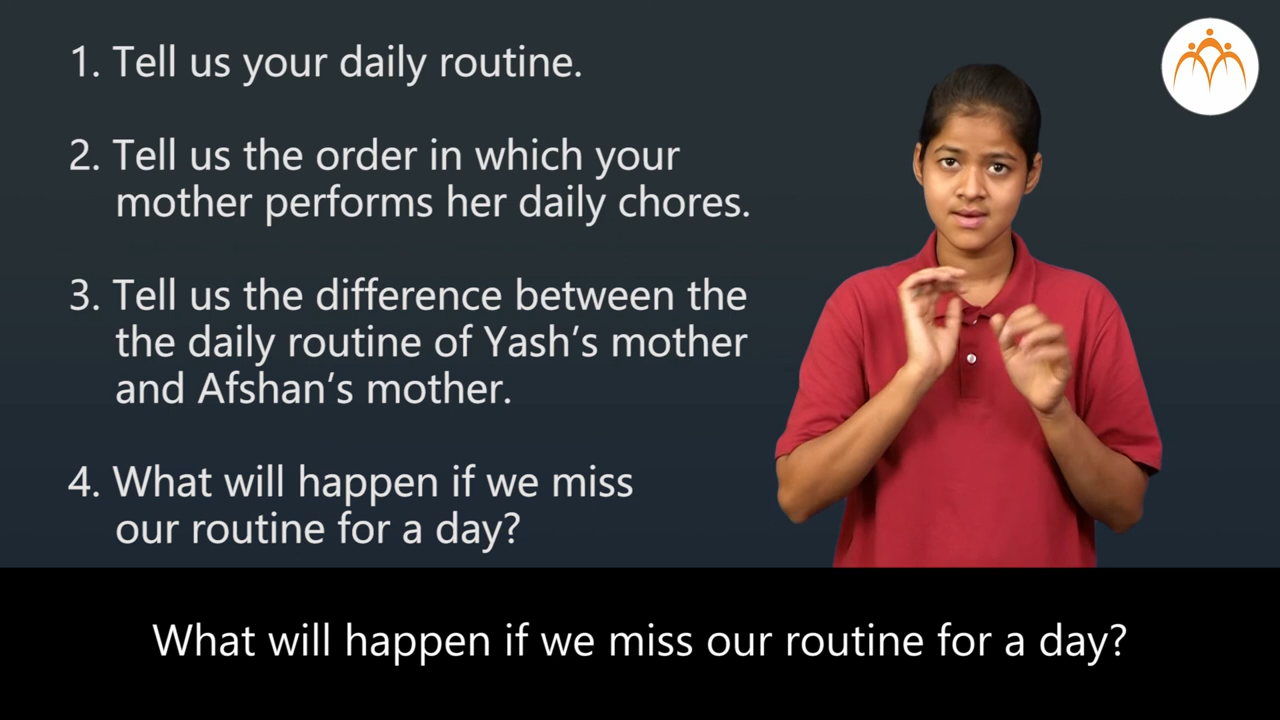 1. Tell us your daily routine.
2. Tell us the order in which your
mother performs her daily chores.
3. Tell us the difference between the
the daily routine of Yash’s mother
and Afshan’s mother.
4. What will happen if we miss
our routine for a day?
What will happen if we miss our routine for a day?